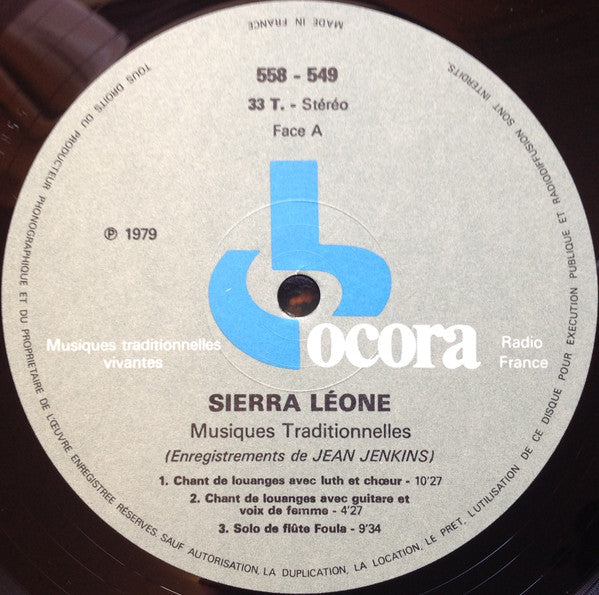 MADE IN FRANCE
TOUS DROITS DU PRODUCTEUR PHONOGRAPHIQUE ET DU PROPRIETAIRE DE L'ŒUVRE ENREGISTREE RÉSERVÉS. SAUF AUTORISATION, LA DUPLICATION, LA LOCATION, LE PRET, L'UTILISATION DE CE DISQUE POUR EXECUTION PUBLIQUE ET RADIODIFFUSION SONT INTERDITS.
558 - 549
33 T. - Stéréo
Face A
℗ 1979
Musiques traditionnelles
vivantes
ocora
Radio
France
SIERRA LÉONE
Musiques Traditionnelles
(Enregistrements de JEAN JENKINS)
1. Chant de louanges avec luth et chœur - 10'27
2. Chant de louanges avec guitare et
voix de femme - 4'27
3. Solo de flûte Foula - 9'34